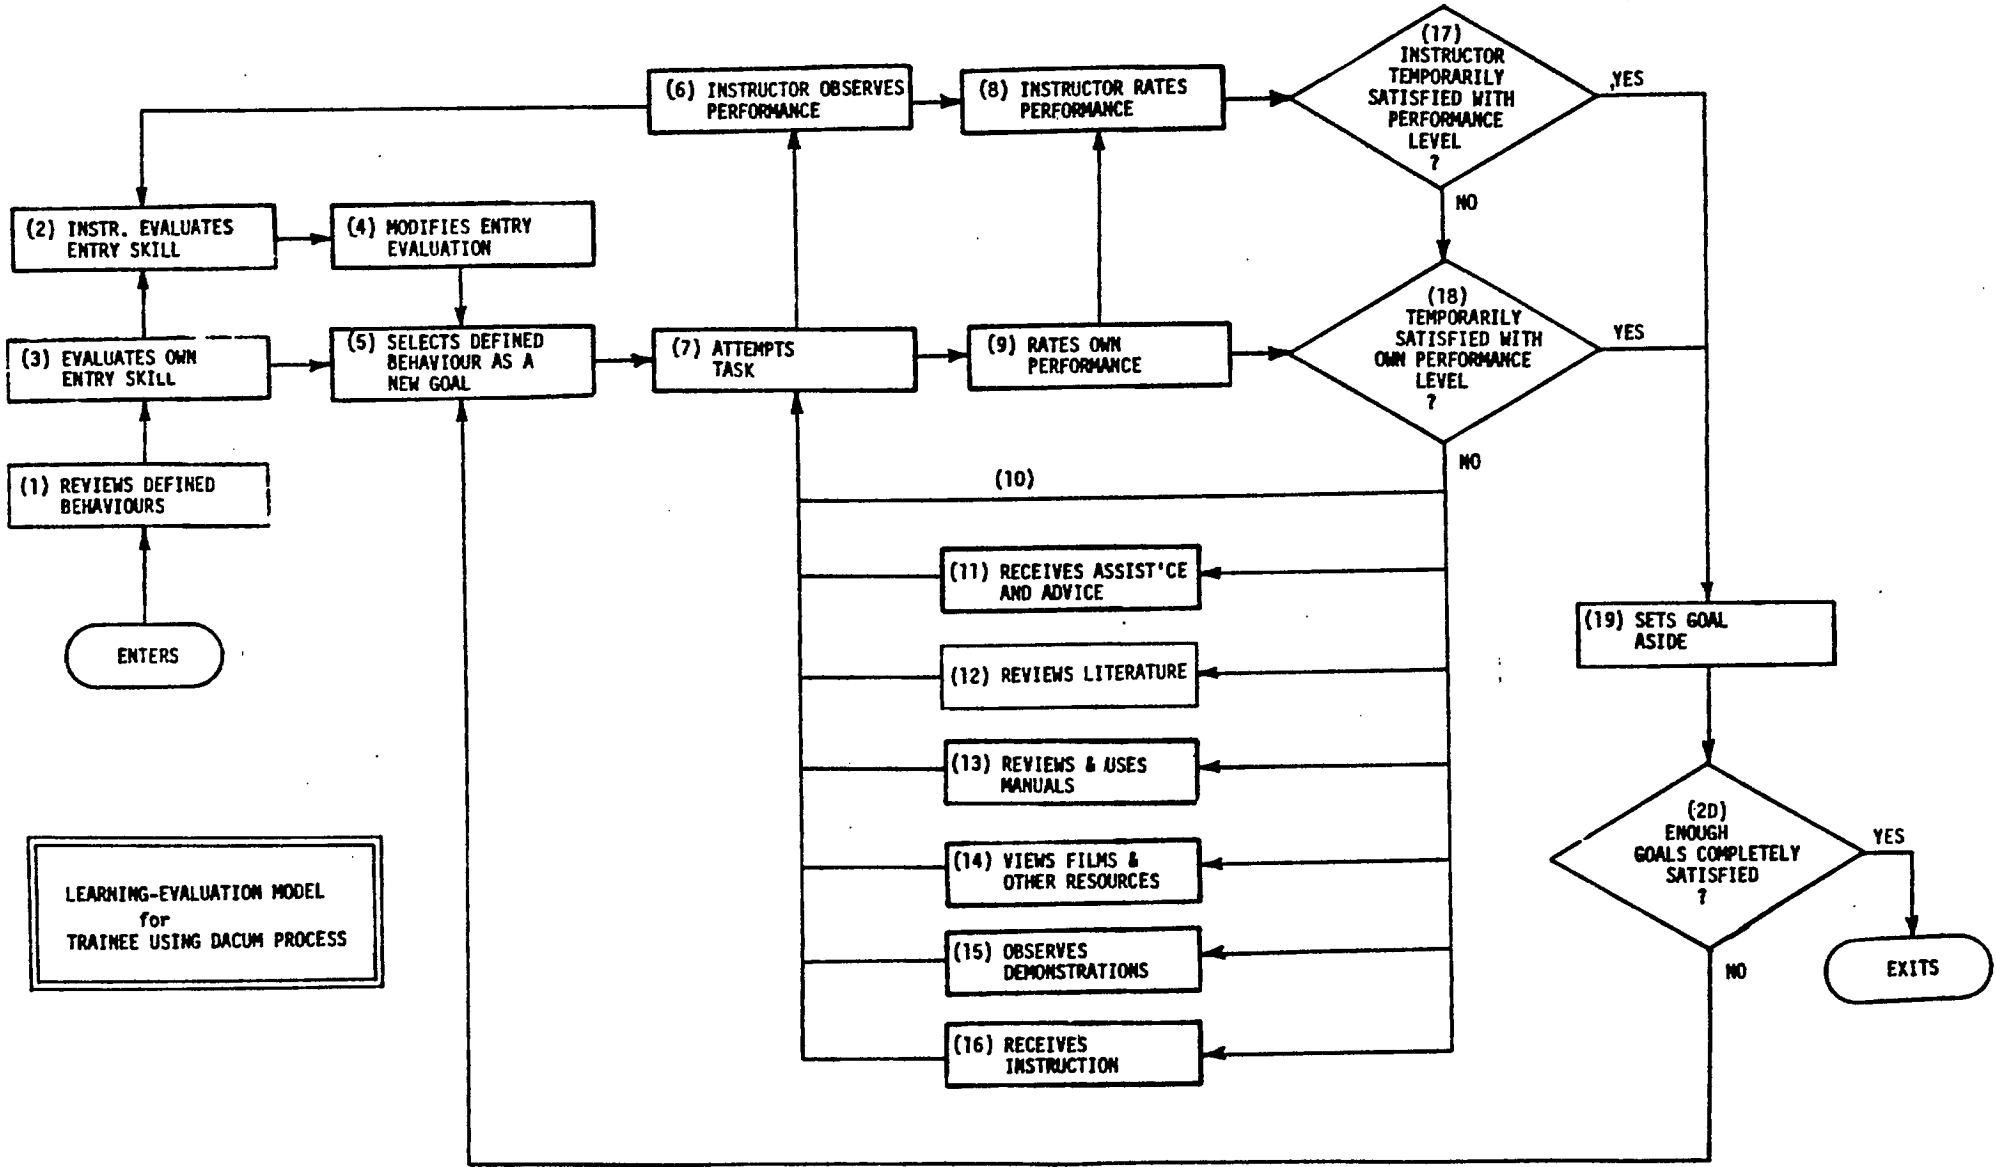 (17)
INSTRUCTOR
TEMPORARILY
SATISFIED WITH
PERFORMANCE
LEVEL
?
YES
NO
(6) INSTRUCTOR OBSERVES
PERFORMANCE
(8) INSTRUCTOR RATES
PERFORMANCE
(2) INSTR. EVALUATES
ENTRY SKILL
(4) MODIFIES ENTRY
EVALUATION
(18)
TEMPORARILY
SATISFIED WITH
OWN PERFORMANCE
LEVEL
?
YES
NO
(3) EVALUATES OWN
ENTRY SKILL
(5) SELECTS DEFINED
BEHAVIOUR AS A
NEW GOAL
(7) ATTEMPTS
TASK
(9) RATES OWN
PERFORMANCE
(1) REVIEWS DEFINED
BEHAVIOURS
(10)
ENTERS
(11) RECEIVES ASSIST'CE
AND ADVICE
(12) REVIEWS LITERATURE
(13) REVIEWS & USES
MANUALS
(14) VIEWS FILMS &
OTHER RESOURCES
(15) OBSERVES
DEMONSTRATIONS
(16) RECEIVES
INSTRUCTION
(19) SETS GOAL
ASIDE
(20)
ENOUGH
GOALS COMPLETELY
SATISFIED
?
YES
NO
EXITS
LEARNING-EVALUATION MODEL
for
TRAINEE USING DACUM PROCESS